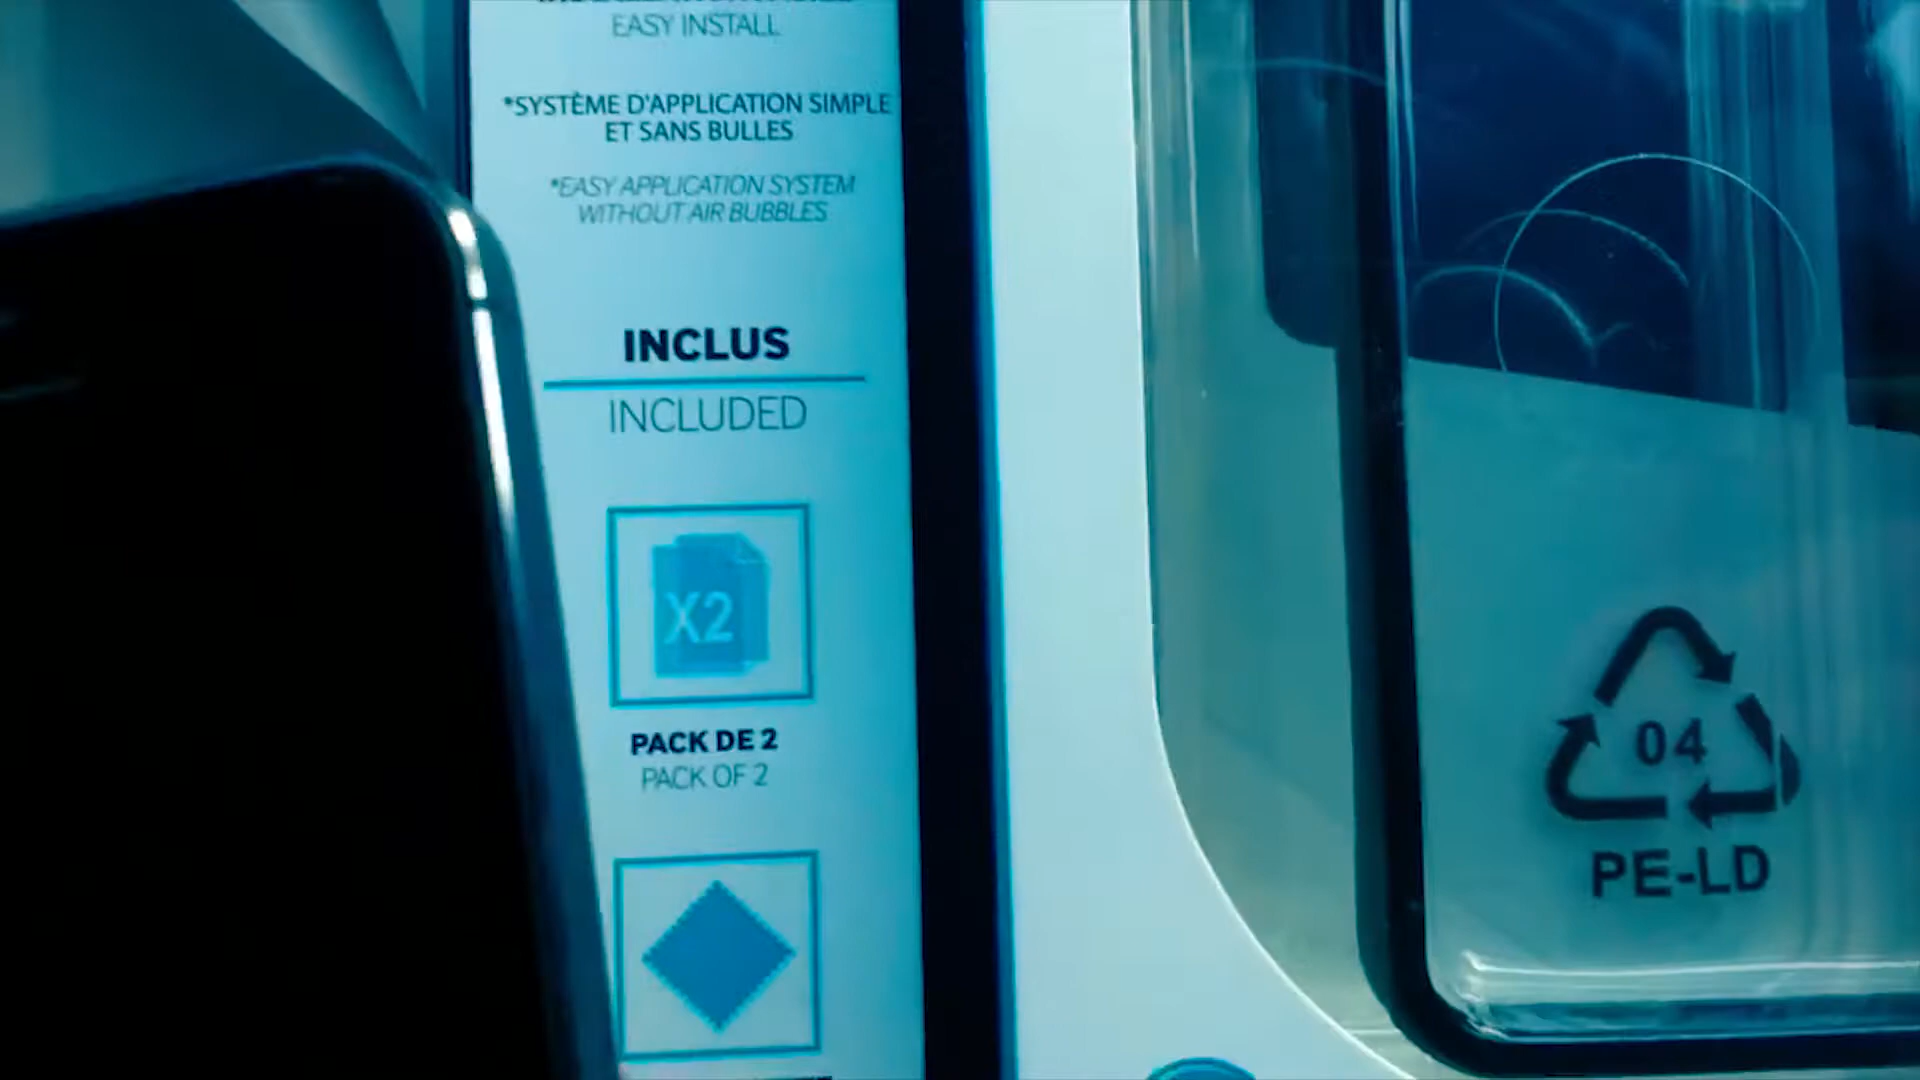 EASY INSTALL
*SYSTÈME D'APPLICATION SIMPLE
ET SANS BULLES
*EASY APPLICATION SYSTEM
WITHOUT AIR BUBBLES
INCLUS
INCLUDED
X2
PACK DE 2
PACK OF 2
04
PE-LD